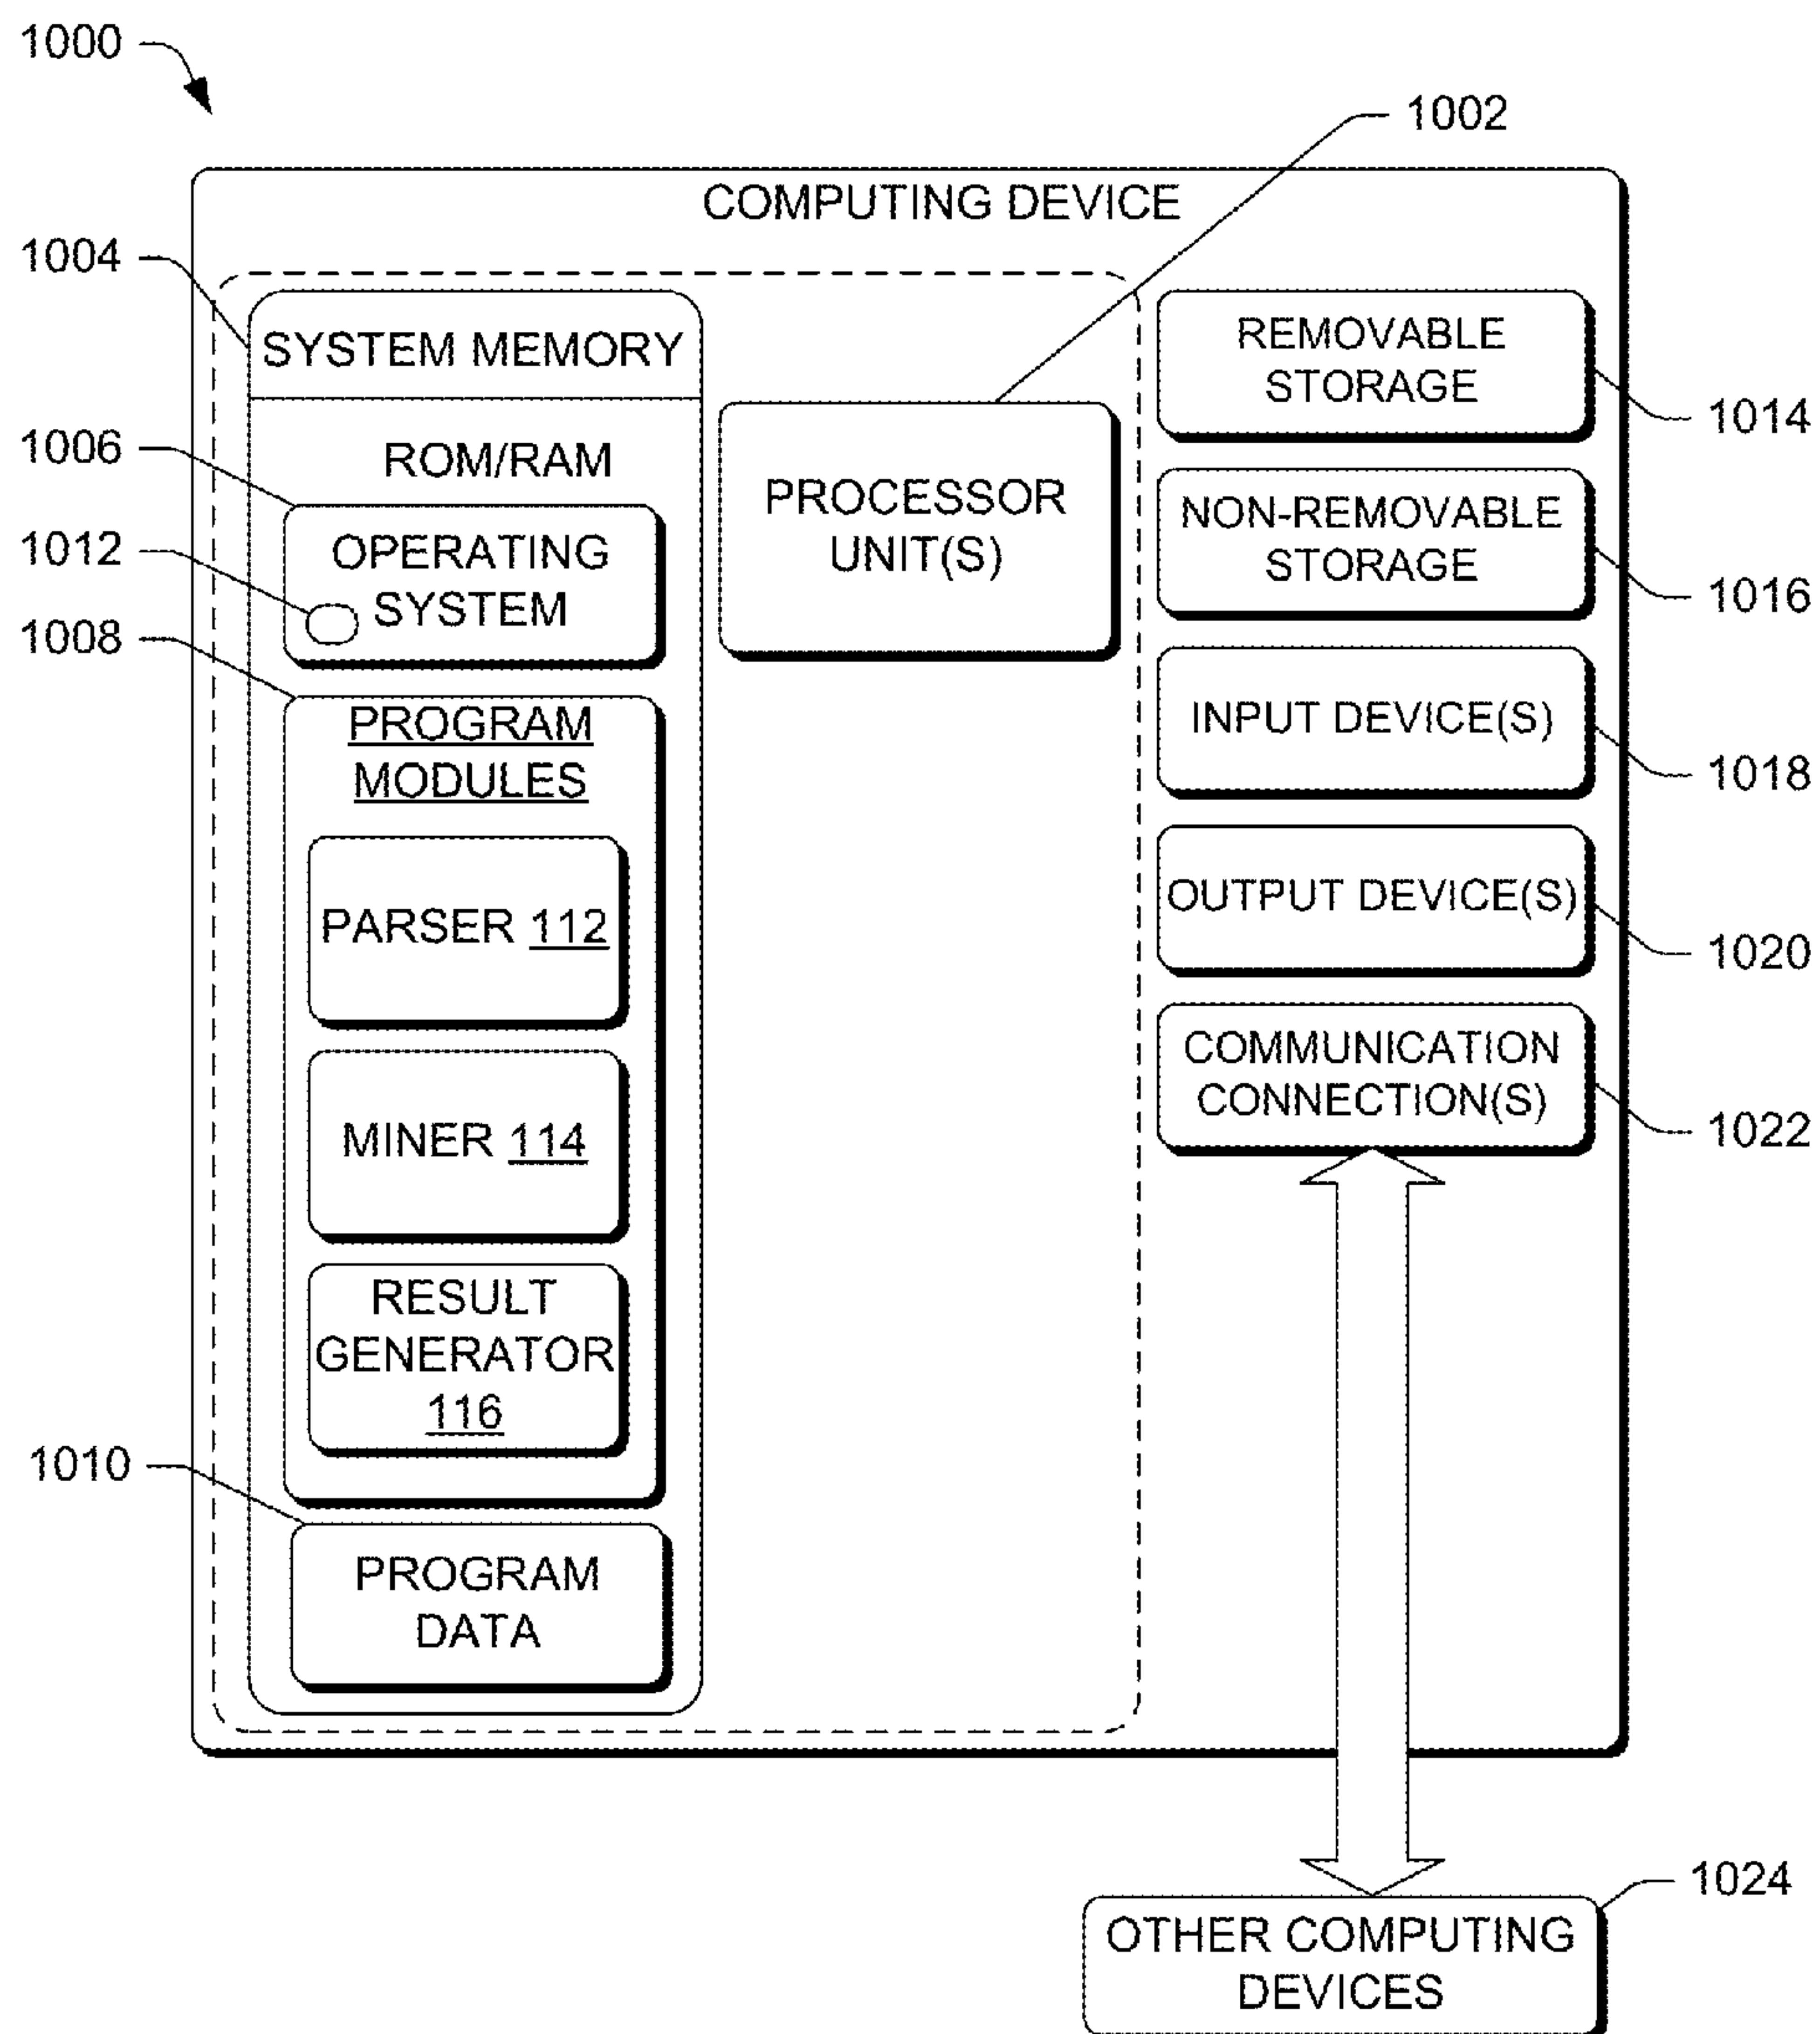 1000
1002
COMPUTING DEVICE
1004
SYSTEM MEMORY
ROM/RAM
1006
OPERATING
SYSTEM
1012
1008
PROGRAM
MODULES
PARSER 112
MINER 114
RESULT
GENERATOR
116
1010
PROGRAM
DATA
PROCESSOR
UNIT(S)
REMOVABLE
STORAGE
1014
NON-REMOVABLE
STORAGE
1016
INPUT DEVICE(S)
1018
OUTPUT DEVICE(S)
1020
COMMUNICATION
CONNECTION(S)
1022
1024
OTHER COMPUTING
DEVICES